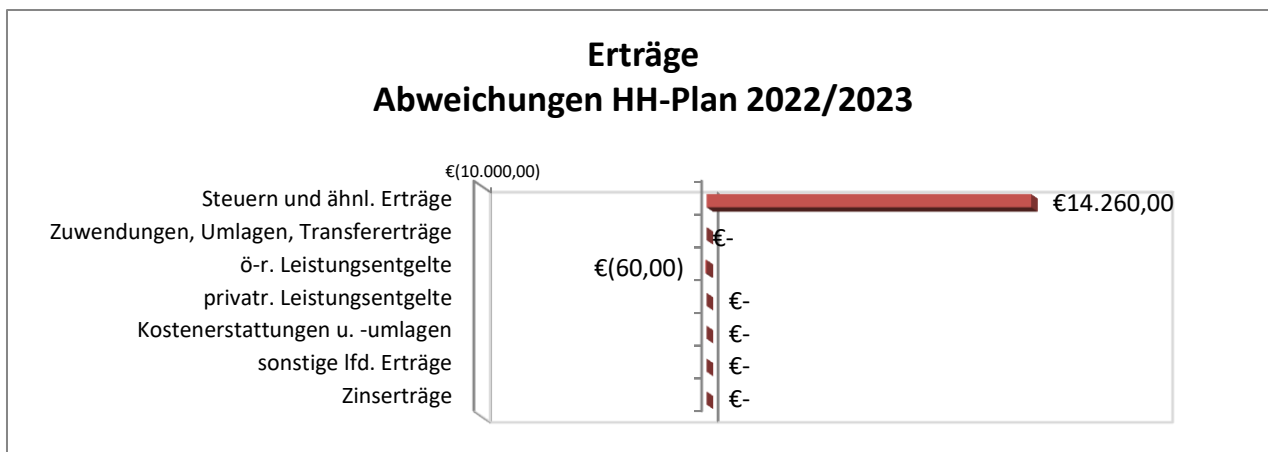 Erträge
Abweichungen HH-Plan 2022/2023
€(10.000,00)
Steuern und ähnl. Erträge €14.260,00
Zuwendungen, Umlagen, Transfererträge €-
ö-r. Leistungsentgelte €(60,00)
privatr. Leistungsentgelte €-
Kostenerstattungen u. -umlagen €-
sonstige lfd. Erträge €-
Zinserträge €-